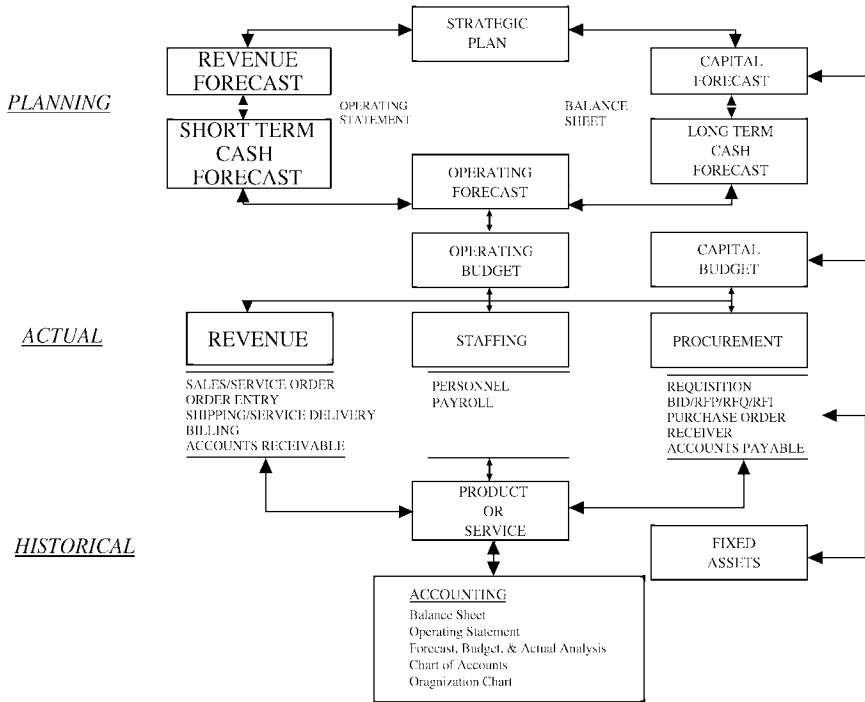 STRATEGIC
PLAN
REVENUE
FORECAST
CAPITAL
FORECAST
PLANNING
OPERATING
STATEMENT
BALANCE
SHEET
SHORT TERM
CASH
FORECAST
LONG TERM
CASH
FORECAST
OPERATING
FORECAST
OPERATING
BUDGET
CAPITAL
BUDGET
ACTUAL
REVENUE
STAFFING
PROCUREMENT
SALES/SERVICE ORDER
ORDER ENTRY
SHIPPING/SERVICE DELIVERY
BILLING
ACCOUNTS RECEIVABLE
PERSONNEL
PAYROLL
REQUISITION
BID/RFP/RFQ/RFI
PURCHASE ORDER
RECEIVER
ACCOUNTS PAYABLE
PRODUCT
OR
SERVICE
HISTORICAL
FIXED
ASSETS
ACCOUNTING
Balance Sheet
Operating Statement
Forecast, Budget, & Actual Analysis
Chart of Accounts
Oragnization Chart